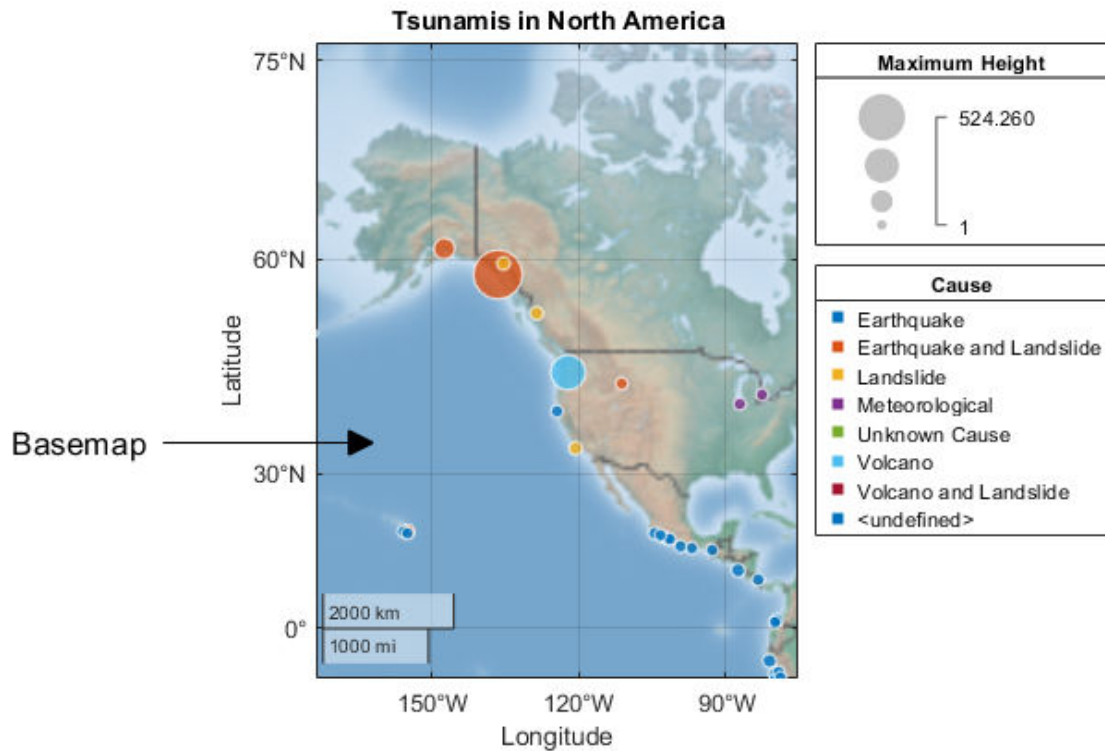 Tsunamis in North America
75°N
60°N
30°N
0°
Latitude
Basemap
2000 km
1000 mi
150°W
120°W
90°W
Longitude
Maximum Height
524.260
1
Cause
Earthquake
Earthquake and Landslide
Landslide
Meteorological
Unknown Cause
Volcano
Volcano and Landslide
<undefined>